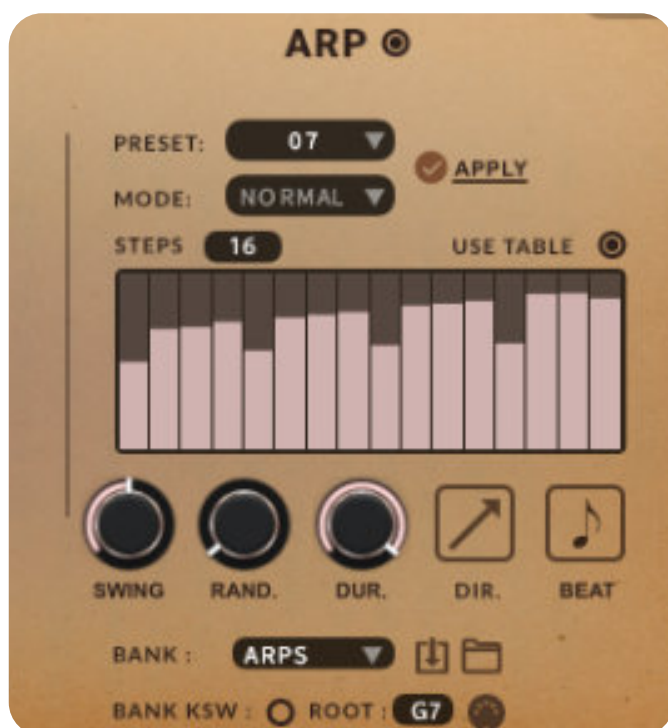 ARP
PRESET: 07
APPLY
MODE: NORMAL
STEPS 16 USE TABLE
SWING RAND. DUR. DIR. BEAT
BANK : ARPS
BANK KSW : ROOT : G7